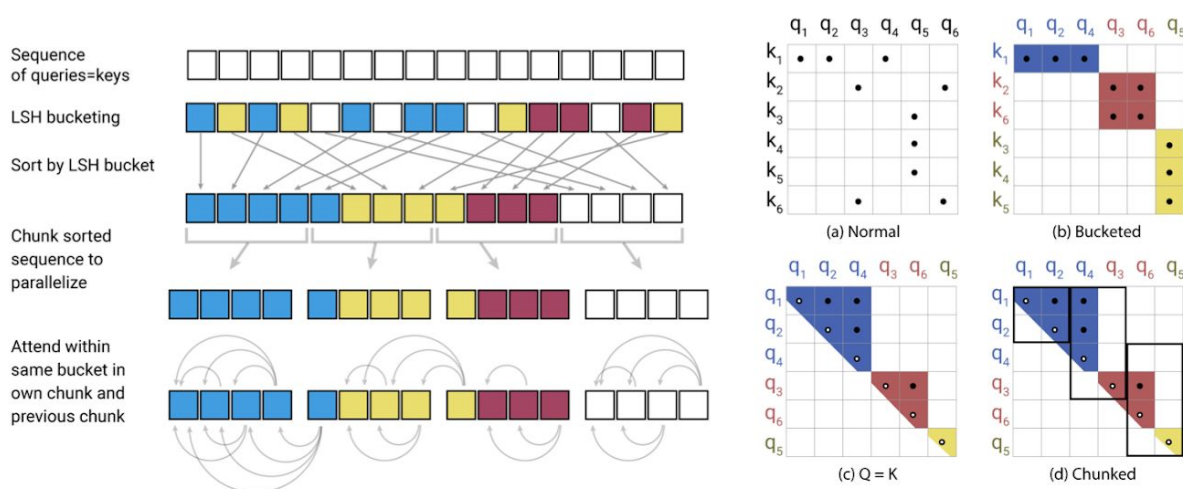 Sequence
of queries=keys
LSH bucketing
Sort by LSH bucket
Chunk sorted
sequence to
parallelize
Attend within
same bucket in
own chunk and
previous chunk
q1 q2 q3 q4 q5 q6
k1
k2
k3
k4
k5
k6
(a) Normal
q1 q2 q4 q3 q6 q5
k1
k2
k6
k3
k4
k5
(b) Bucketed
q1 q2 q4 q3 q6 q5
q1
q2
q4
q3
q6
q5
(c) Q = K
q1 q2 q4 q3 q6 q5
q1
q2
q4
q3
q6
q5
(d) Chunked